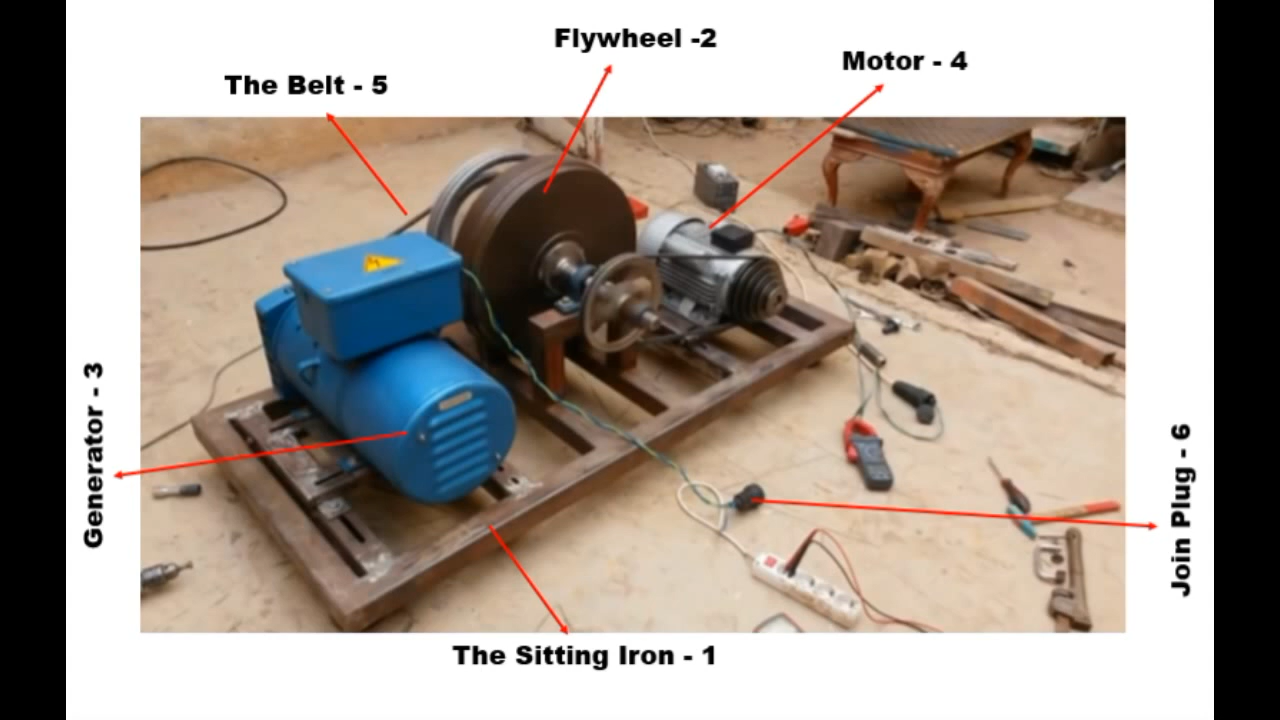 Flywheel -2
Motor - 4
The Belt - 5
Generator - 3
Join Plug - 6
The Sitting Iron - 1